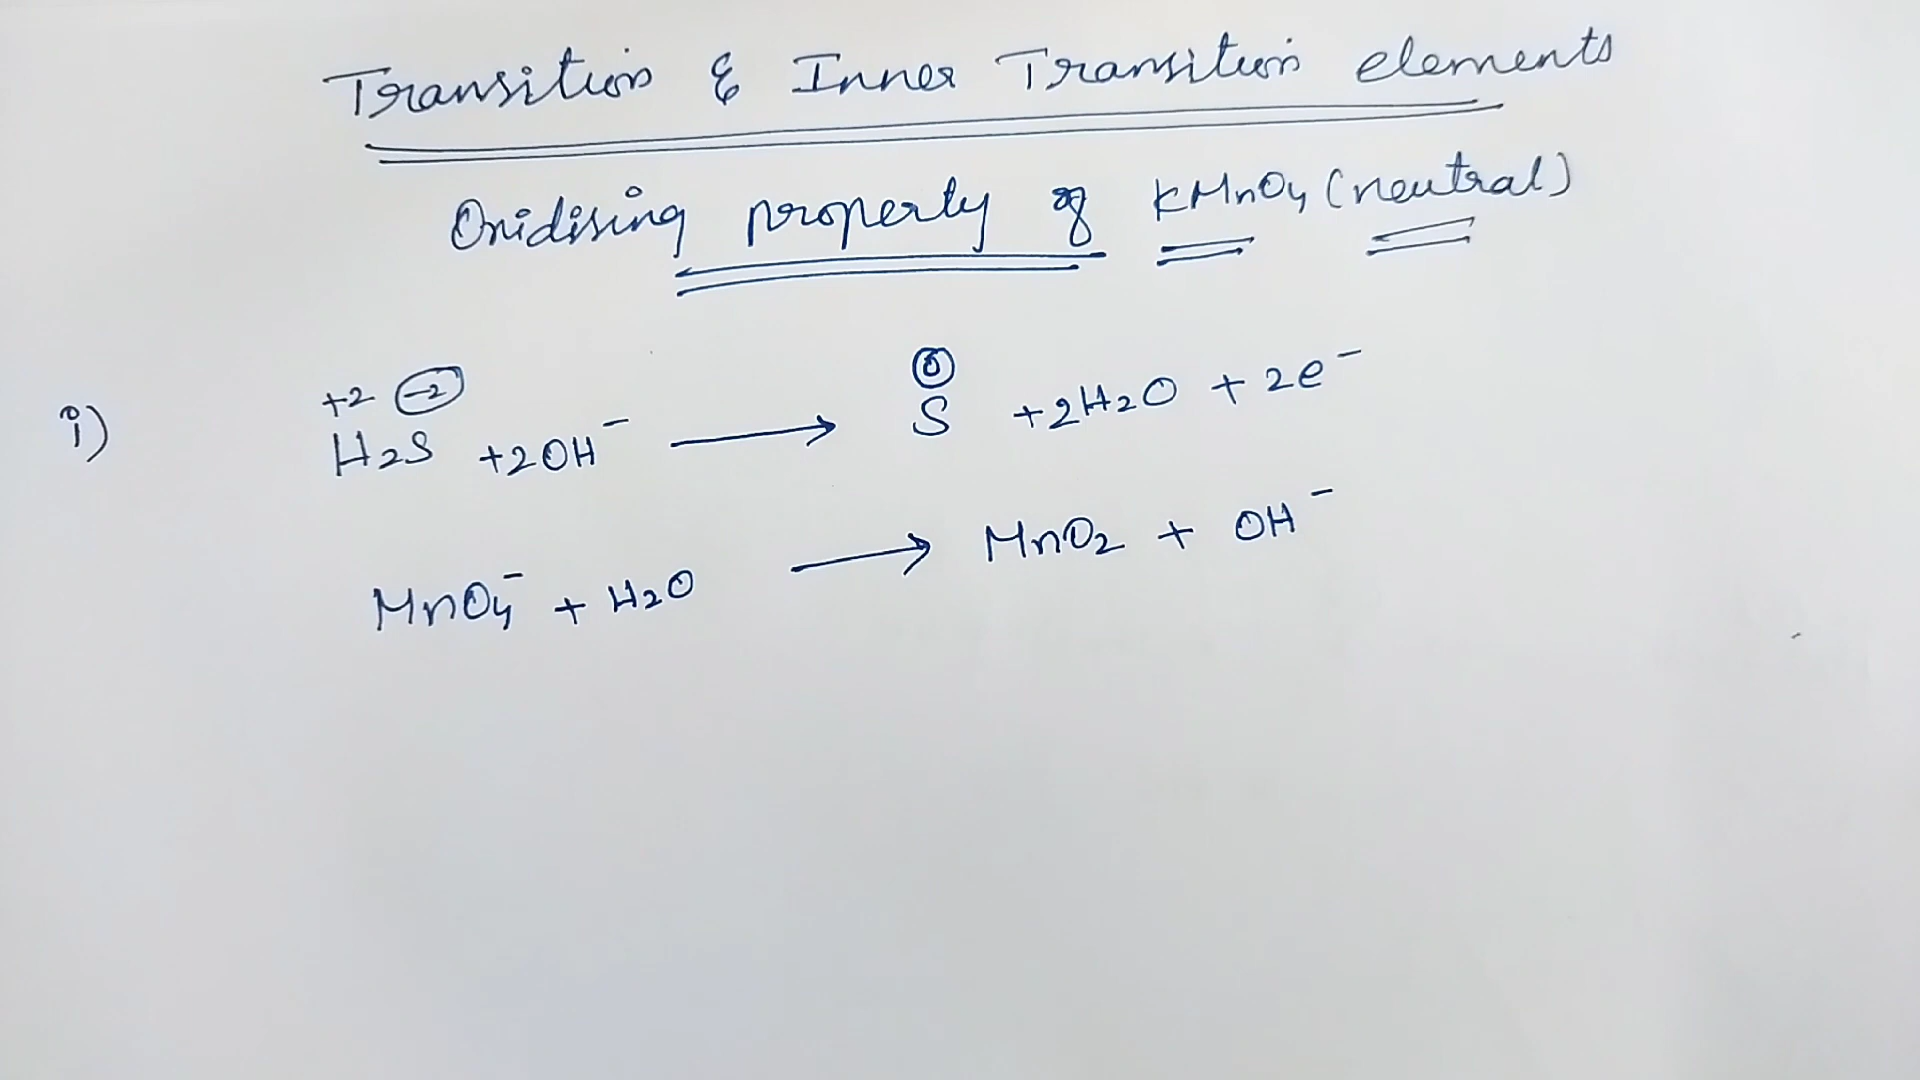 Transition & Inner Transition elements
Oxidising property of KMnO₄ (neutral)
+2 -2 0
i) H₂S + 2OH⁻ ⟶ S + 2H₂O + 2e⁻
MnO₄⁻ + H₂O ⟶ MnO₂ + OH⁻